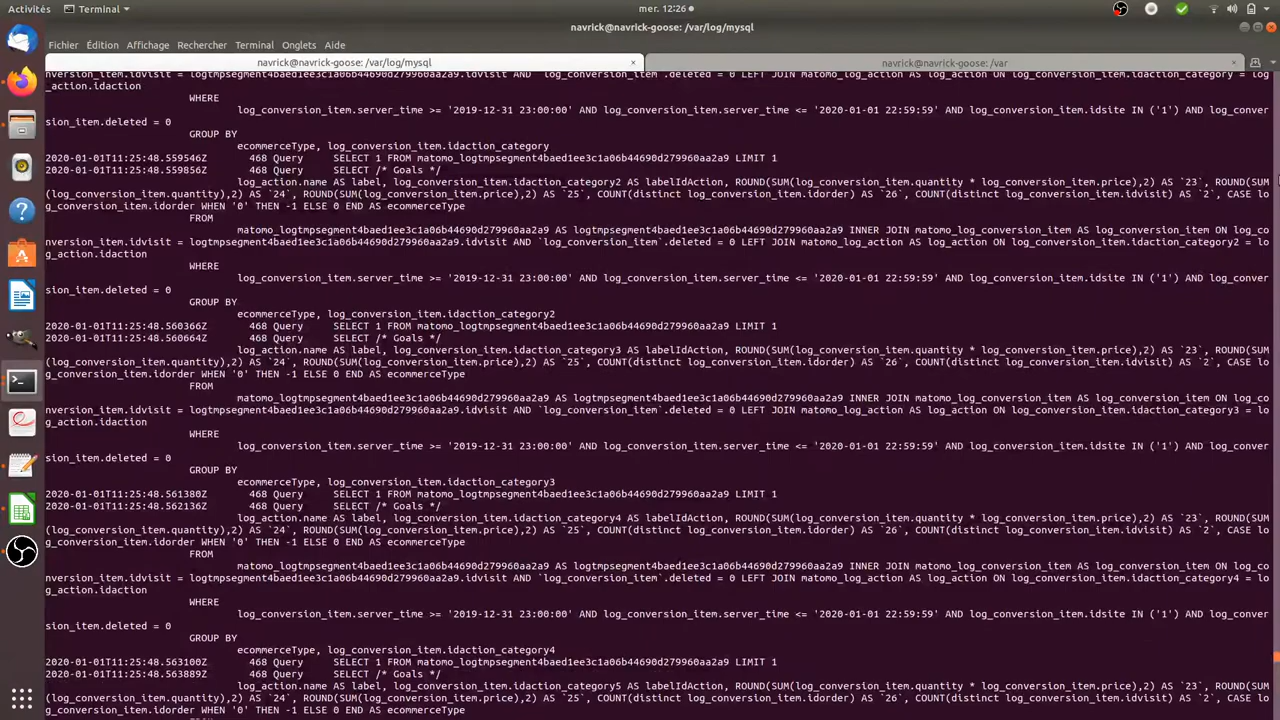 Activités
Terminal
mer. 12:26
navrick@navrick-goose: /var/log/mysql
Fichier Édition Affichage Rechercher Terminal Onglets Aide
navrick@navrick-goose: /var/log/mysql × navrick@navrick-goose: /var ×
nversion_item.idvisit = logtmpsegment4baed1ee3c1a06b44690d279960aa2a9.idvisit AND `log_conversion_item`.deleted = 0 LEFT JOIN matomo_log_action AS log_action ON log_conversion_item.idaction_category = lo
g_action.idaction
WHERE
log_conversion_item.server_time >= '2019-12-31 23:00:00' AND log_conversion_item.server_time <= '2020-01-01 22:59:59' AND log_conversion_item.idsite IN ('1') AND log_conver
sion_item.deleted = 0
GROUP BY
ecommerceType, log_conversion_item.idaction_category
2020-01-01T11:25:48.559546Z 468 Query SELECT 1 FROM matomo_logtmpsegment4baed1ee3c1a06b44690d279960aa2a9 LIMIT 1
2020-01-01T11:25:48.559856Z 468 Query SELECT /* Goals */
log_action.name AS label, log_conversion_item.idaction_category2 AS labelIdAction, ROUND(SUM(log_conversion_item.quantity * log_conversion_item.price),2) AS `23`, ROUND(SUM
(log_conversion_item.quantity),2) AS `24`, ROUND(SUM(log_conversion_item.price),2) AS `25`, COUNT(distinct log_conversion_item.idorder) AS `26`, COUNT(distinct log_conversion_item.idvisit) AS `2`, CASE lo
g_conversion_item.idorder WHEN '0' THEN -1 ELSE 0 END AS ecommerceType
FROM
matomo_logtmpsegment4baed1ee3c1a06b44690d279960aa2a9 AS logtmpsegment4baed1ee3c1a06b44690d279960aa2a9 INNER JOIN matomo_log_conversion_item AS log_conversion_item ON log_co
nversion_item.idvisit = logtmpsegment4baed1ee3c1a06b44690d279960aa2a9.idvisit AND `log_conversion_item`.deleted = 0 LEFT JOIN matomo_log_action AS log_action ON log_conversion_item.idaction_category2 = lo
g_action.idaction
WHERE
log_conversion_item.server_time >= '2019-12-31 23:00:00' AND log_conversion_item.server_time <= '2020-01-01 22:59:59' AND log_conversion_item.idsite IN ('1') AND log_conver
sion_item.deleted = 0
GROUP BY
ecommerceType, log_conversion_item.idaction_category2
2020-01-01T11:25:48.560366Z 468 Query SELECT 1 FROM matomo_logtmpsegment4baed1ee3c1a06b44690d279960aa2a9 LIMIT 1
2020-01-01T11:25:48.560664Z 468 Query SELECT /* Goals */
log_action.name AS label, log_conversion_item.idaction_category3 AS labelIdAction, ROUND(SUM(log_conversion_item.quantity * log_conversion_item.price),2) AS `23`, ROUND(SUM
(log_conversion_item.quantity),2) AS `24`, ROUND(SUM(log_conversion_item.price),2) AS `25`, COUNT(distinct log_conversion_item.idorder) AS `26`, COUNT(distinct log_conversion_item.idvisit) AS `2`, CASE lo
g_conversion_item.idorder WHEN '0' THEN -1 ELSE 0 END AS ecommerceType
FROM
matomo_logtmpsegment4baed1ee3c1a06b44690d279960aa2a9 AS logtmpsegment4baed1ee3c1a06b44690d279960aa2a9 INNER JOIN matomo_log_conversion_item AS log_conversion_item ON log_co
nversion_item.idvisit = logtmpsegment4baed1ee3c1a06b44690d279960aa2a9.idvisit AND `log_conversion_item`.deleted = 0 LEFT JOIN matomo_log_action AS log_action ON log_conversion_item.idaction_category3 = lo
g_action.idaction
WHERE
log_conversion_item.server_time >= '2019-12-31 23:00:00' AND log_conversion_item.server_time <= '2020-01-01 22:59:59' AND log_conversion_item.idsite IN ('1') AND log_conver
sion_item.deleted = 0
GROUP BY
ecommerceType, log_conversion_item.idaction_category3
2020-01-01T11:25:48.561380Z 468 Query SELECT 1 FROM matomo_logtmpsegment4baed1ee3c1a06b44690d279960aa2a9 LIMIT 1
2020-01-01T11:25:48.562136Z 468 Query SELECT /* Goals */
log_action.name AS label, log_conversion_item.idaction_category4 AS labelIdAction, ROUND(SUM(log_conversion_item.quantity * log_conversion_item.price),2) AS `23`, ROUND(SUM
(log_conversion_item.quantity),2) AS `24`, ROUND(SUM(log_conversion_item.price),2) AS `25`, COUNT(distinct log_conversion_item.idorder) AS `26`, COUNT(distinct log_conversion_item.idvisit) AS `2`, CASE lo
g_conversion_item.idorder WHEN '0' THEN -1 ELSE 0 END AS ecommerceType
FROM
matomo_logtmpsegment4baed1ee3c1a06b44690d279960aa2a9 AS logtmpsegment4baed1ee3c1a06b44690d279960aa2a9 INNER JOIN matomo_log_conversion_item AS log_conversion_item ON log_co
nversion_item.idvisit = logtmpsegment4baed1ee3c1a06b44690d279960aa2a9.idvisit AND `log_conversion_item`.deleted = 0 LEFT JOIN matomo_log_action AS log_action ON log_conversion_item.idaction_category4 = lo
g_action.idaction
WHERE
log_conversion_item.server_time >= '2019-12-31 23:00:00' AND log_conversion_item.server_time <= '2020-01-01 22:59:59' AND log_conversion_item.idsite IN ('1') AND log_conver
sion_item.deleted = 0
GROUP BY
ecommerceType, log_conversion_item.idaction_category4
2020-01-01T11:25:48.563100Z 468 Query SELECT 1 FROM matomo_logtmpsegment4baed1ee3c1a06b44690d279960aa2a9 LIMIT 1
2020-01-01T11:25:48.563889Z 468 Query SELECT /* Goals */
log_action.name AS label, log_conversion_item.idaction_category5 AS labelIdAction, ROUND(SUM(log_conversion_item.quantity * log_conversion_item.price),2) AS `23`, ROUND(SUM
(log_conversion_item.quantity),2) AS `24`, ROUND(SUM(log_conversion_item.price),2) AS `25`, COUNT(distinct log_conversion_item.idorder) AS `26`, COUNT(distinct log_conversion_item.idvisit) AS `2`, CASE lo
g_conversion_item.idorder WHEN '0' THEN -1 ELSE 0 END AS ecommerceType